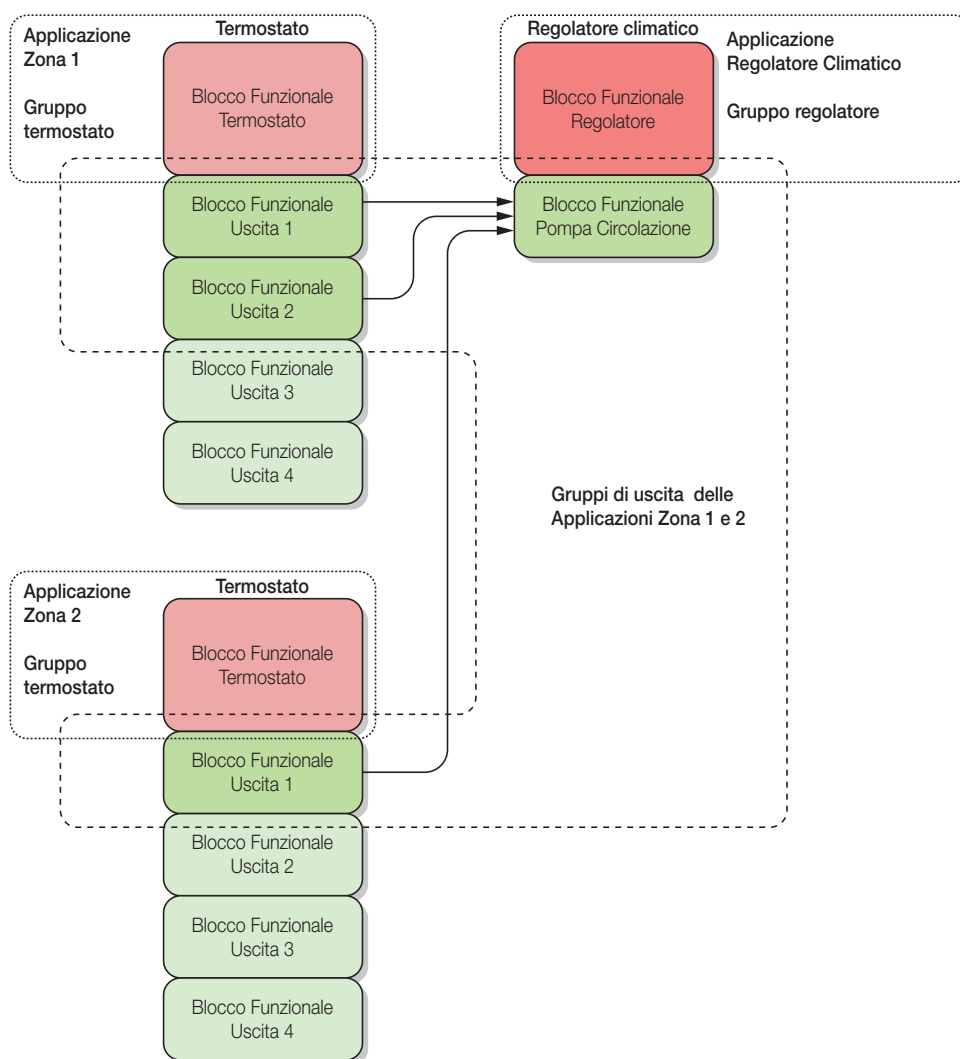 Applicazione
Zona 1
Gruppo
termostato
Termostato
Blocco Funzionale
Termostato
Blocco Funzionale
Uscita 1
Blocco Funzionale
Uscita 2
Blocco Funzionale
Uscita 3
Blocco Funzionale
Uscita 4
Regolatore climatico
Blocco Funzionale
Regolatore
Blocco Funzionale
Pompa Circolazione
Applicazione
Regolatore Climatico
Gruppo regolatore
Gruppi di uscita delle
Applicazioni Zona 1 e 2
Applicazione
Zona 2
Gruppo
termostato
Termostato
Blocco Funzionale
Termostato
Blocco Funzionale
Uscita 1
Blocco Funzionale
Uscita 2
Blocco Funzionale
Uscita 3
Blocco Funzionale
Uscita 4